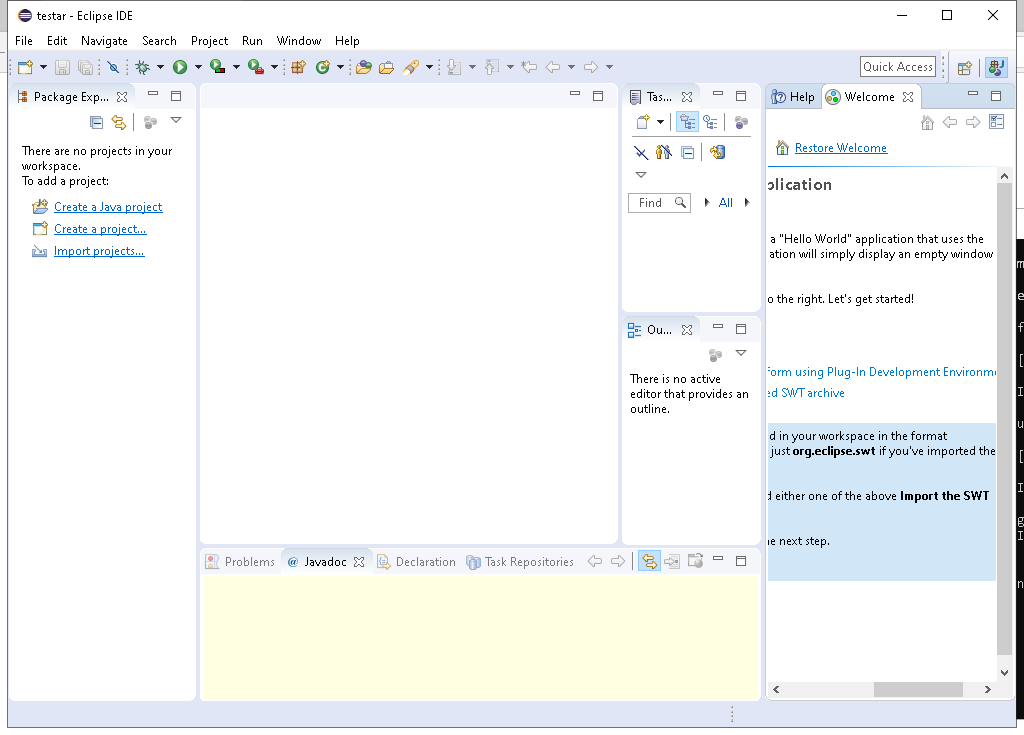 testar - Eclipse IDE
File Edit Navigate Search Project Run Window Help
Quick Access
Package Exp...
There are no projects in your
workspace.
To add a project:
Create a Java project
Create a project...
Import projects...
Tas...
Find
All
Ou...
There is no active
editor that provides an
outline.
Help Welcome
Restore Welcome
plication
a "Hello World" application that uses the
ation will simply display an empty window
o the right. Let's get started!
form using Plug-In Development Environm
ed SWT archive
d in your workspace in the format
just org.eclipse.swt if you've imported the
d either one of the above Import the SWT
he next step.
Problems @ Javadoc Declaration Task Repositories